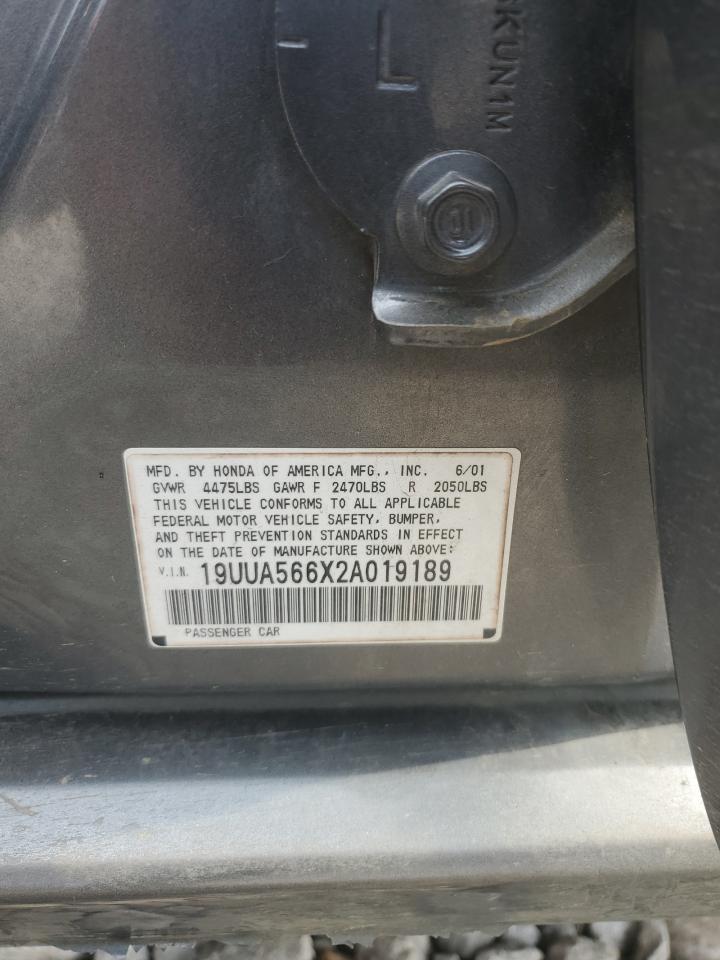 L
SKUN1M
MFD. BY HONDA OF AMERICA MFG., INC. 6/01
GVWR 4475LBS GAWR F 2470LBS R 2050LBS
THIS VEHICLE CONFORMS TO ALL APPLICABLE
FEDERAL MOTOR VEHICLE SAFETY, BUMPER,
AND THEFT PREVENTION STANDARDS IN EFFECT
ON THE DATE OF MANUFACTURE SHOWN ABOVE:
V.I.N. 19UUA566X2A019189
PASSENGER CAR